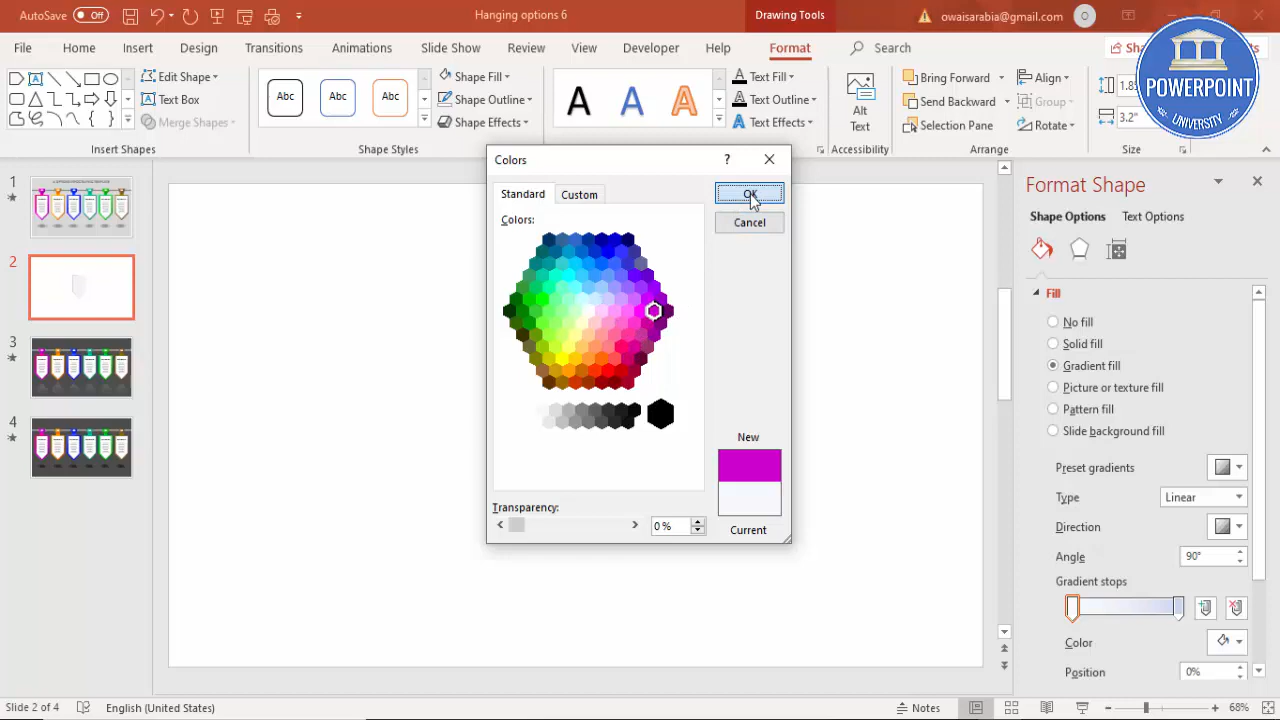 AutoSave Off
Hanging options 6
Drawing Tools
owaisarabia@gmail.com
O
File Home Insert Design Transitions Animations Slide Show Review View Developer Help Format Search
Edit Shape
Text Box
Merge Shapes
Insert Shapes
Abc Abc Abc
Shape Fill
Shape Outline
Shape Effects
Shape Styles
A A A
Text Fill
Text Outline
Text Effects
Alt
Text
Accessibility
Bring Forward
Send Backward
Selection Pane
Align
Group
Rotate
Arrange
3.2"
Size
POWERPOINT
UNIVERSITY
1
2
3
4
Colors
?
Standard Custom
Colors:
OK
Cancel
New
Current
Transparency:
0 %
Format Shape
Shape Options Text Options
Fill
No fill
Solid fill
Gradient fill
Picture or texture fill
Pattern fill
Slide background fill
Preset gradients
Type Linear
Direction
Angle 90°
Gradient stops
Color
Position 0%
Slide 2 of 4 English (United States)
Notes
68%